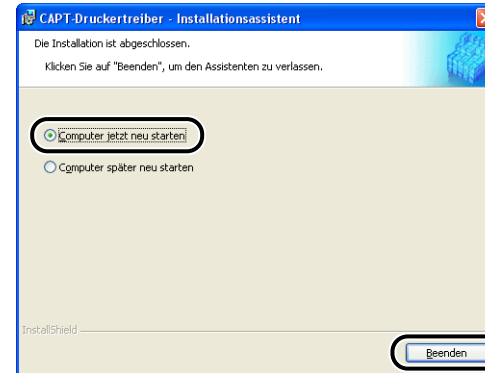 CAPT-Druckertreiber - Installationsassistent
Die Installation ist abgeschlossen.
Klicken Sie auf "Beenden", um den Assistenten zu verlassen.
Computer jetzt neu starten
Computer später neu starten
InstallShield
Beenden